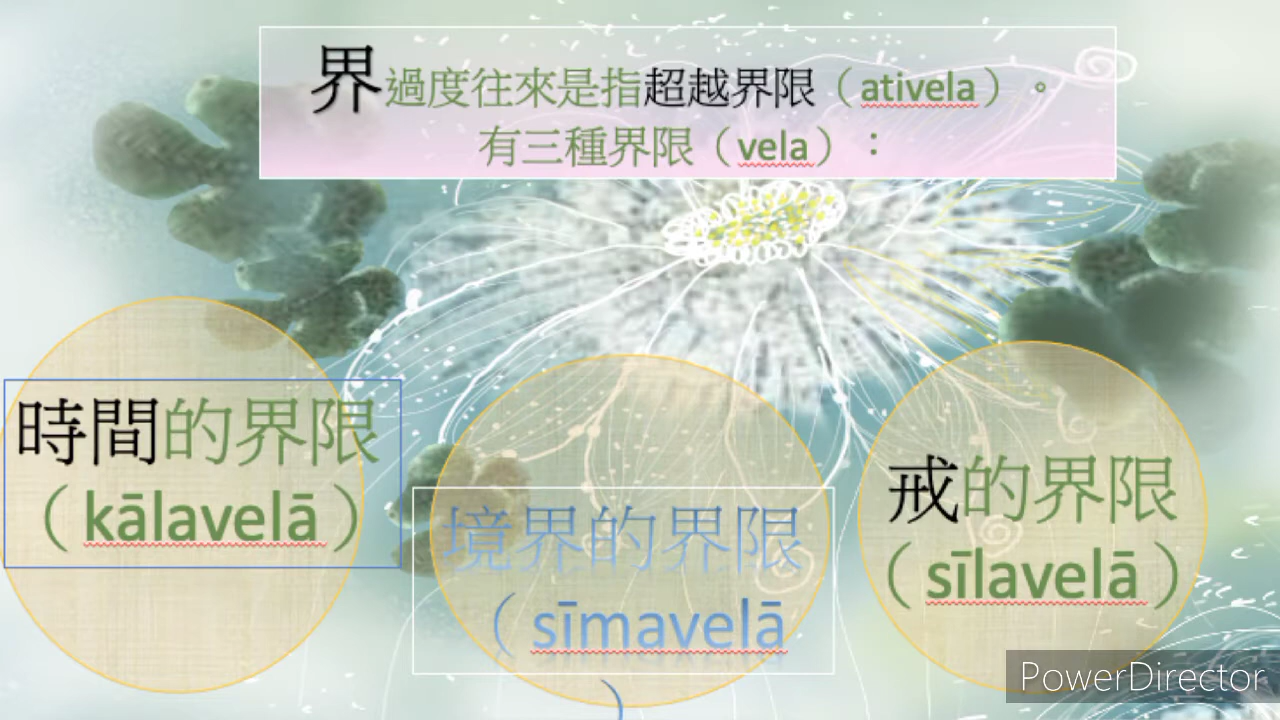 界過度往來是指超越界限（ativela）。
有三種界限（vela）：
時間的界限
（kālavelā）
境界的界限
（sīmavelā
）
戒的界限
（sīlavelā）
PowerDirector